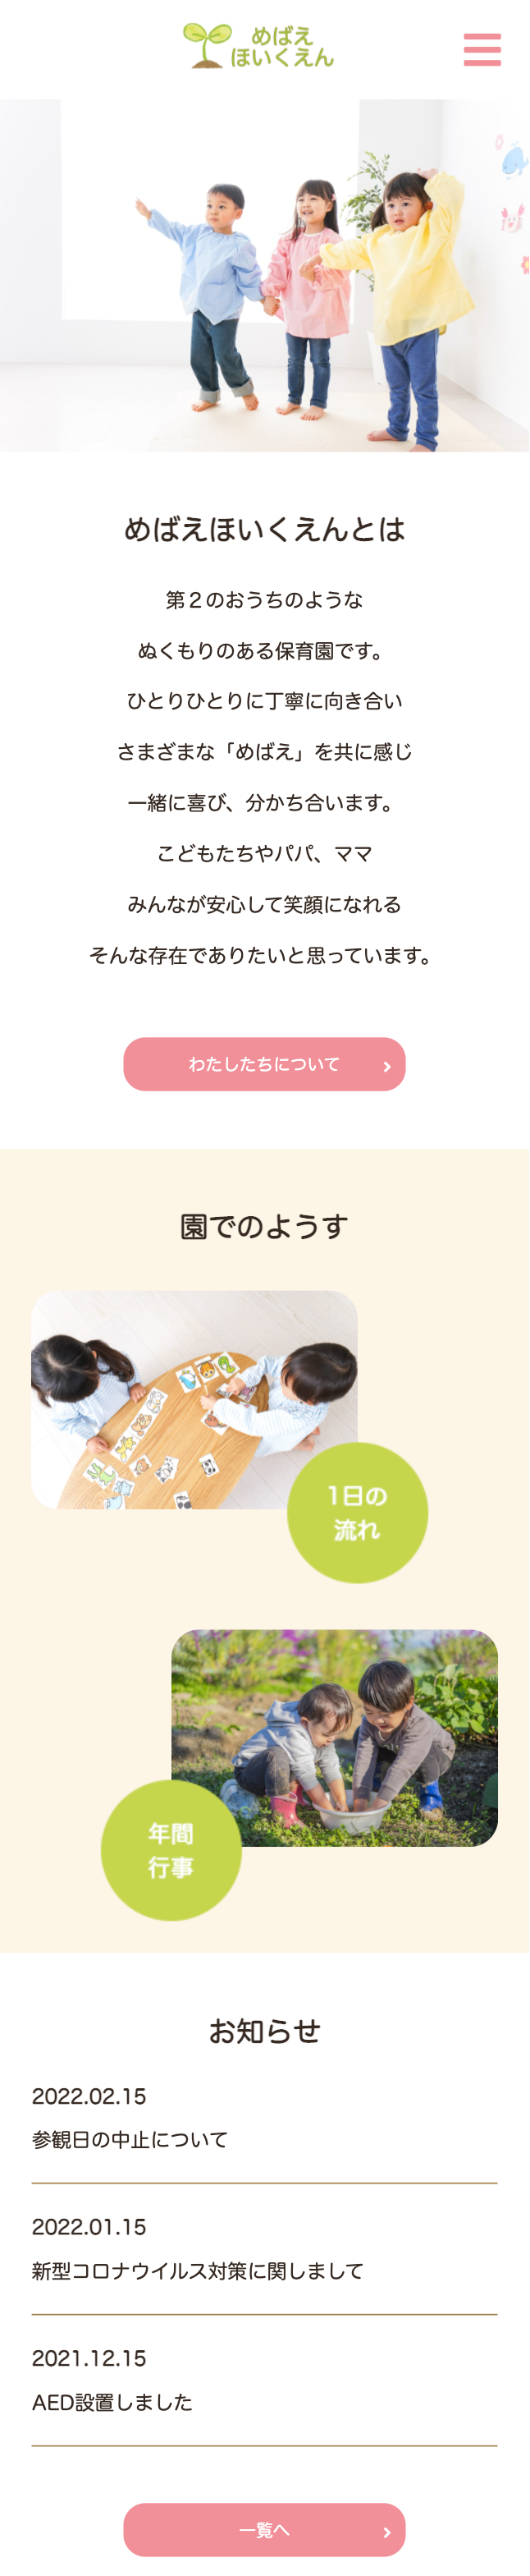 めばえ
ほいくえん
めばえほいくえんとは
第２のおうちのような
ぬくもりのある保育園です。
ひとりひとりに丁寧に向き合い
さまざまな「めばえ」を共に感じ
一緒に喜び、分かち合います。
こどもたちやパパ、ママ
みんなが安心して笑顔になれる
そんな存在でありたいと思っています。
わたしたちについて
園でのようす
1日の
流れ
年間
行事
お知らせ
2022.02.15
参観日の中止について
2022.01.15
新型コロナウイルス対策に関しまして
2021.12.15
AED設置しました
一覧へ